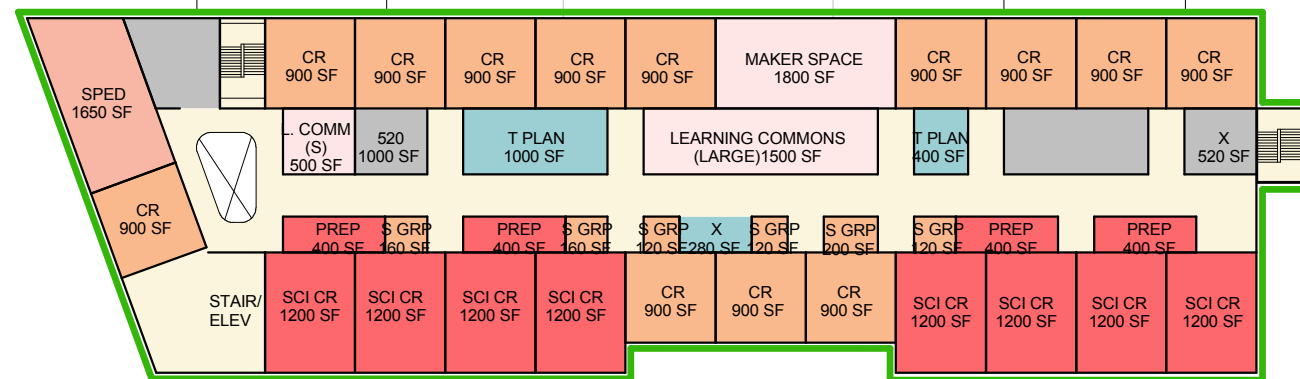 CR
900 SF
CR
900 SF
CR
900 SF
CR
900 SF
CR
900 SF
MAKER SPACE
1800 SF
CR
900 SF
CR
900 SF
CR
900 SF
CR
900 SF
SPED
1650 SF
L. COMM
(S)
500 SF
520
1000 SF
T PLAN
1000 SF
LEARNING COMMONS
(LARGE)1500 SF
T PLAN
400 SF
X
520 SF
CR
900 SF
PREP
400 SF
S GRP
160 SF
PREP
400 SF
S GRP
160 SF
S GRP
120 SF
X
280 SF
S GRP
120 SF
S GRP
200 SF
S GRP
120 SF
PREP
400 SF
PREP
400 SF
STAIR/
ELEV
SCI CR
1200 SF
SCI CR
1200 SF
SCI CR
1200 SF
SCI CR
1200 SF
CR
900 SF
CR
900 SF
CR
900 SF
SCI CR
1200 SF
SCI CR
1200 SF
SCI CR
1200 SF
SCI CR
1200 SF